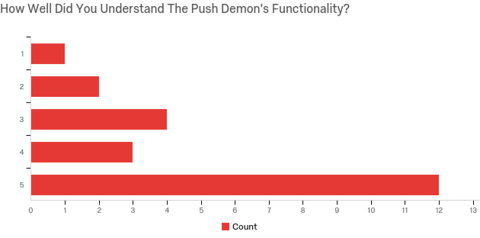 How Well Did You Understand The Push Demon's Functionality?
1
2
3
4
5
0 1 2 3 4 5 6 7 8 9 10 11 12 13
Count